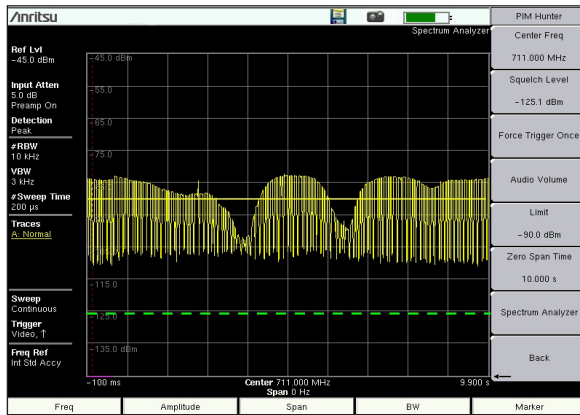 Anritsu
PIM Hunter
Spectrum Analyzer
Center Freq
711.000 MHz
Ref Lvl
-45.0 dBm
-45.0 dBm
Squelch Level
-125.1 dBm
Input Atten
5.0 dB
Preamp On
-55.0
Detection
Peak
-65.0
Force Trigger Once
#RBW
10 kHz
-75.0
VBW
3 kHz
Audio Volume
#Sweep Time
200 µs
Limit
-90.0 dBm
Traces
A: Normal
Zero Span Time
10.000 s
-115.0
Sweep
Continuous
-125.0
Spectrum Analyzer
Trigger
Video, ↑
Freq Ref
Int Std Accy
-135.0 dBm
Back
-100 ms
Center 711.000 MHz
9.900 s
Span 0 Hz
Freq
Amplitude
Span
BW
Marker